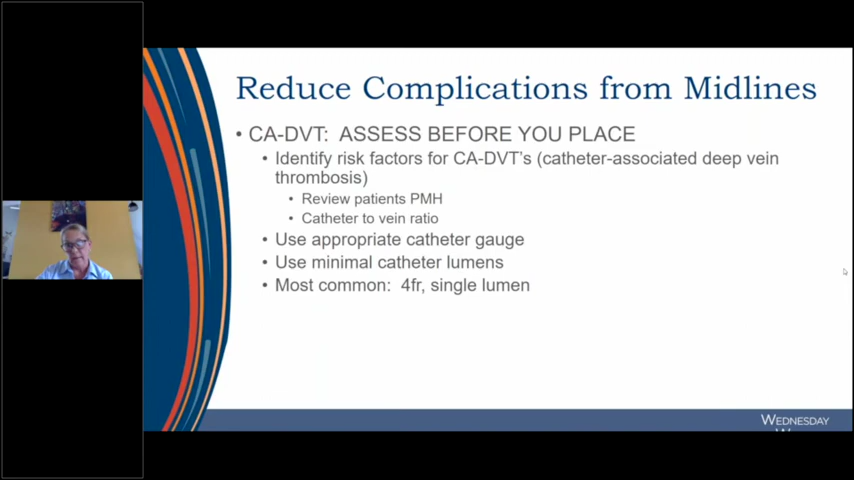 Reduce Complications from Midlines
• CA-DVT: ASSESS BEFORE YOU PLACE
• Identify risk factors for CA-DVT's (catheter-associated deep vein
thrombosis)
• Review patients PMH
• Catheter to vein ratio
• Use appropriate catheter gauge
• Use minimal catheter lumens
• Most common: 4fr, single lumen
WEDNESDAY